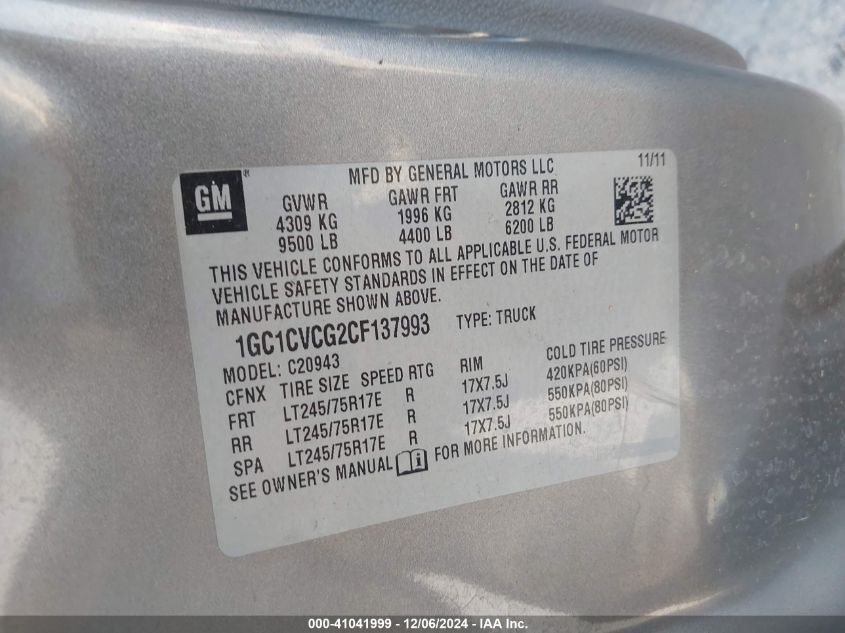 GM ®
MFD BY GENERAL MOTORS LLC 11/11
GVWR GAWR FRT GAWR RR
4309 KG 1996 KG 2812 KG
9500 LB 4400 LB 6200 LB
THIS VEHICLE CONFORMS TO ALL APPLICABLE U.S. FEDERAL MOTOR
VEHICLE SAFETY STANDARDS IN EFFECT ON THE DATE OF
MANUFACTURE SHOWN ABOVE.
1GC1CVCG2CF137993 TYPE: TRUCK
MODEL: C20943
CFNX TIRE SIZE SPEED RTG RIM COLD TIRE PRESSURE
FRT LT245/75R17E R 17X7.5J 420KPA(60PSI)
RR LT245/75R17E R 17X7.5J 550KPA(80PSI)
SPA LT245/75R17E R 17X7.5J 550KPA(80PSI)
SEE OWNER'S MANUAL FOR MORE INFORMATION.
000-41041999 - 12/06/2024 - IAA Inc.